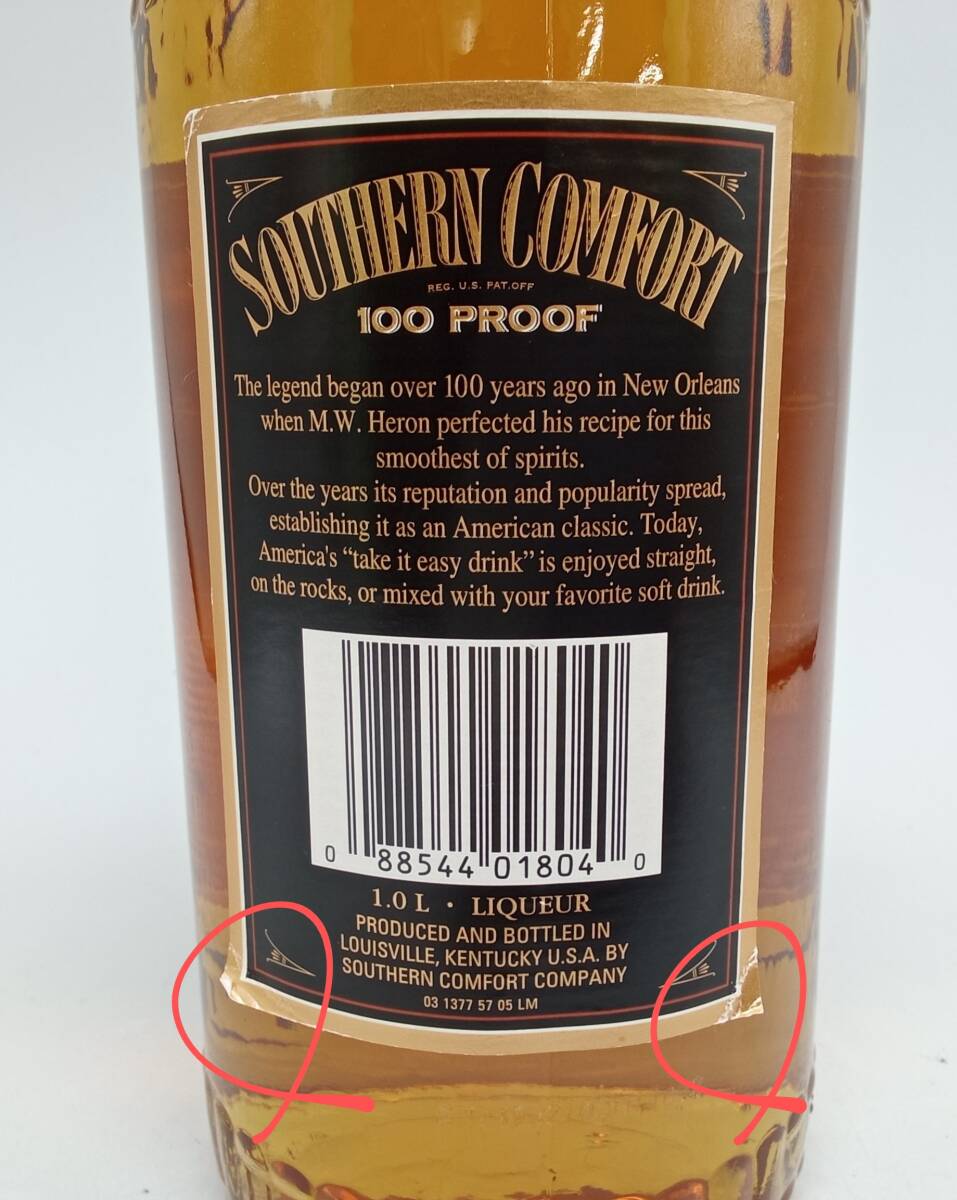 SOUTHERN COMFORT
REG. U.S. PAT. OFF
100 PROOF
The legend began over 100 years ago in New Orleans
when M.W. Heron perfected his recipe for this
smoothest of spirits.
Over the years its reputation and popularity spread,
establishing it as an American classic. Today,
America's “take it easy drink” is enjoyed straight,
on the rocks, or mixed with your favorite soft drink.
0 88544 01804 0
1.0 L • LIQUEUR
PRODUCED AND BOTTLED IN
LOUISVILLE, KENTUCKY U.S.A. BY
SOUTHERN COMFORT COMPANY
03 1377 57 05 LM